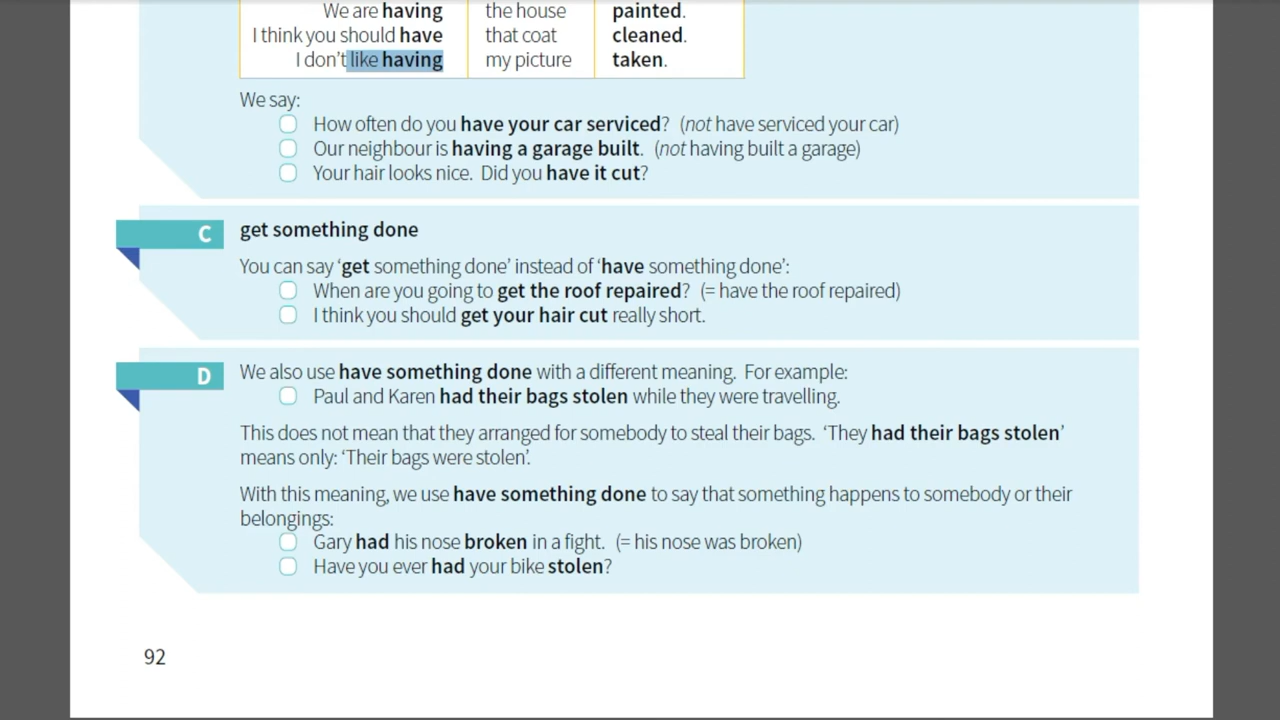 We are having the house painted.
I think you should have that coat cleaned.
I don't like having my picture taken.
We say:
How often do you have your car serviced? (not have serviced your car)
Our neighbour is having a garage built. (not having built a garage)
Your hair looks nice. Did you have it cut?
C get something done
You can say 'get something done' instead of 'have something done':
When are you going to get the roof repaired? (= have the roof repaired)
I think you should get your hair cut really short.
D We also use have something done with a different meaning. For example:
Paul and Karen had their bags stolen while they were travelling.
This does not mean that they arranged for somebody to steal their bags. 'They had their bags stolen'
means only: 'Their bags were stolen'.
With this meaning, we use have something done to say that something happens to somebody or their
belongings:
Gary had his nose broken in a fight. (= his nose was broken)
Have you ever had your bike stolen?
92